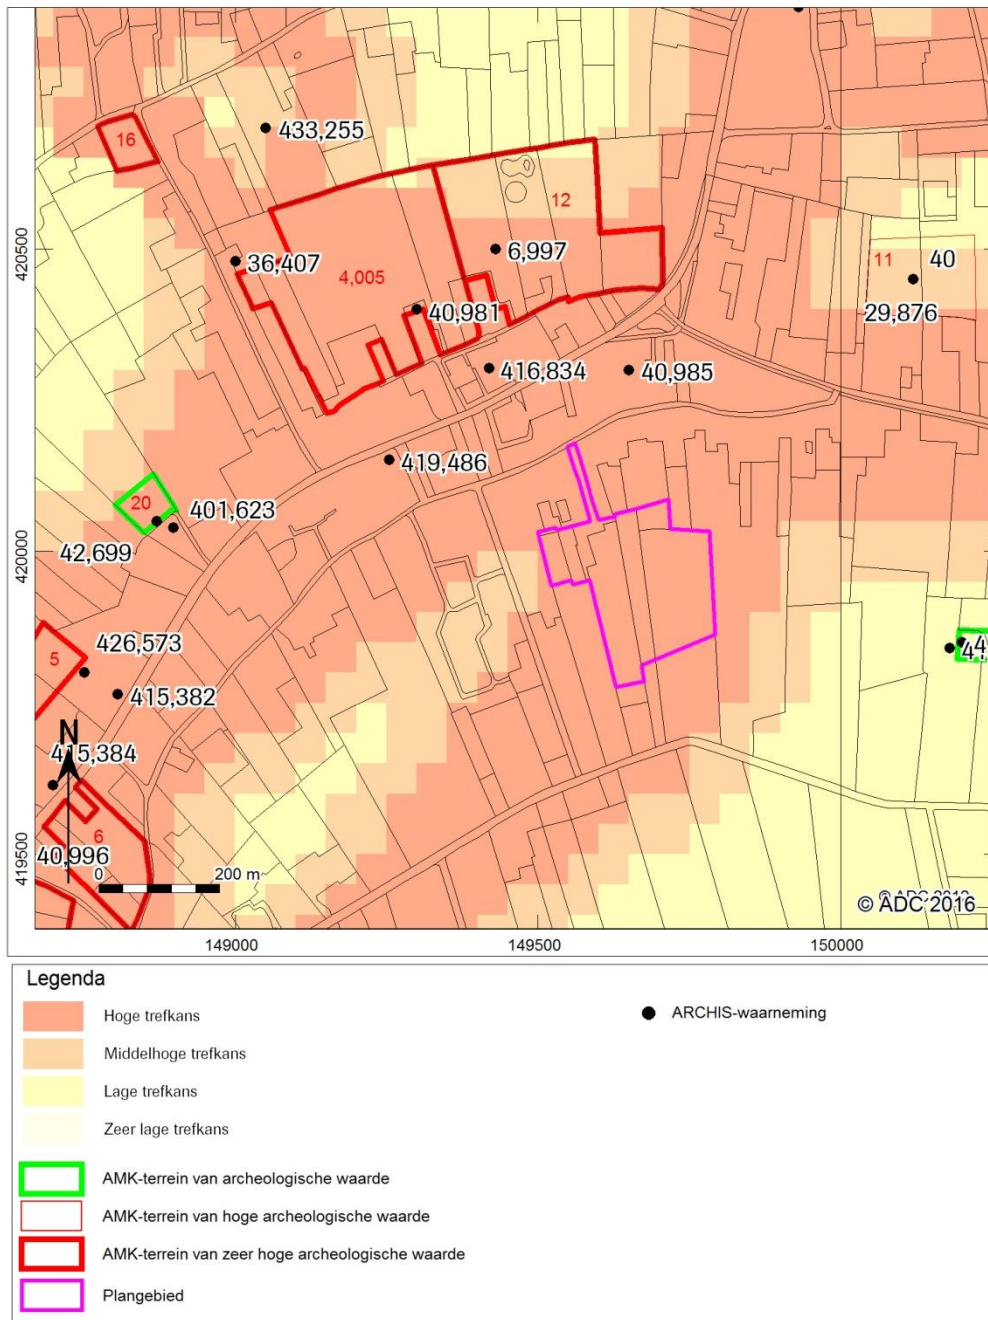 433,255
16
12
420500
36,407
4,005
6,997
11
40
29,876
40,981
416,834
40,985
419,486
20
401,623
42,699
420000
426,573
5
415,382
N
415,384
419500
6
40,996
0
200 m
© ADC 2016
149000
149500
150000
Legenda
Hoge trefkans
ARCHIS-waarneming
Middelhoge trefkans
Lage trefkans
Zeer lage trefkans
AMK-terrein van archeologische waarde
AMK-terrein van hoge archeologische waarde
AMK-terrein van zeer hoge archeologische waarde
Plangebied